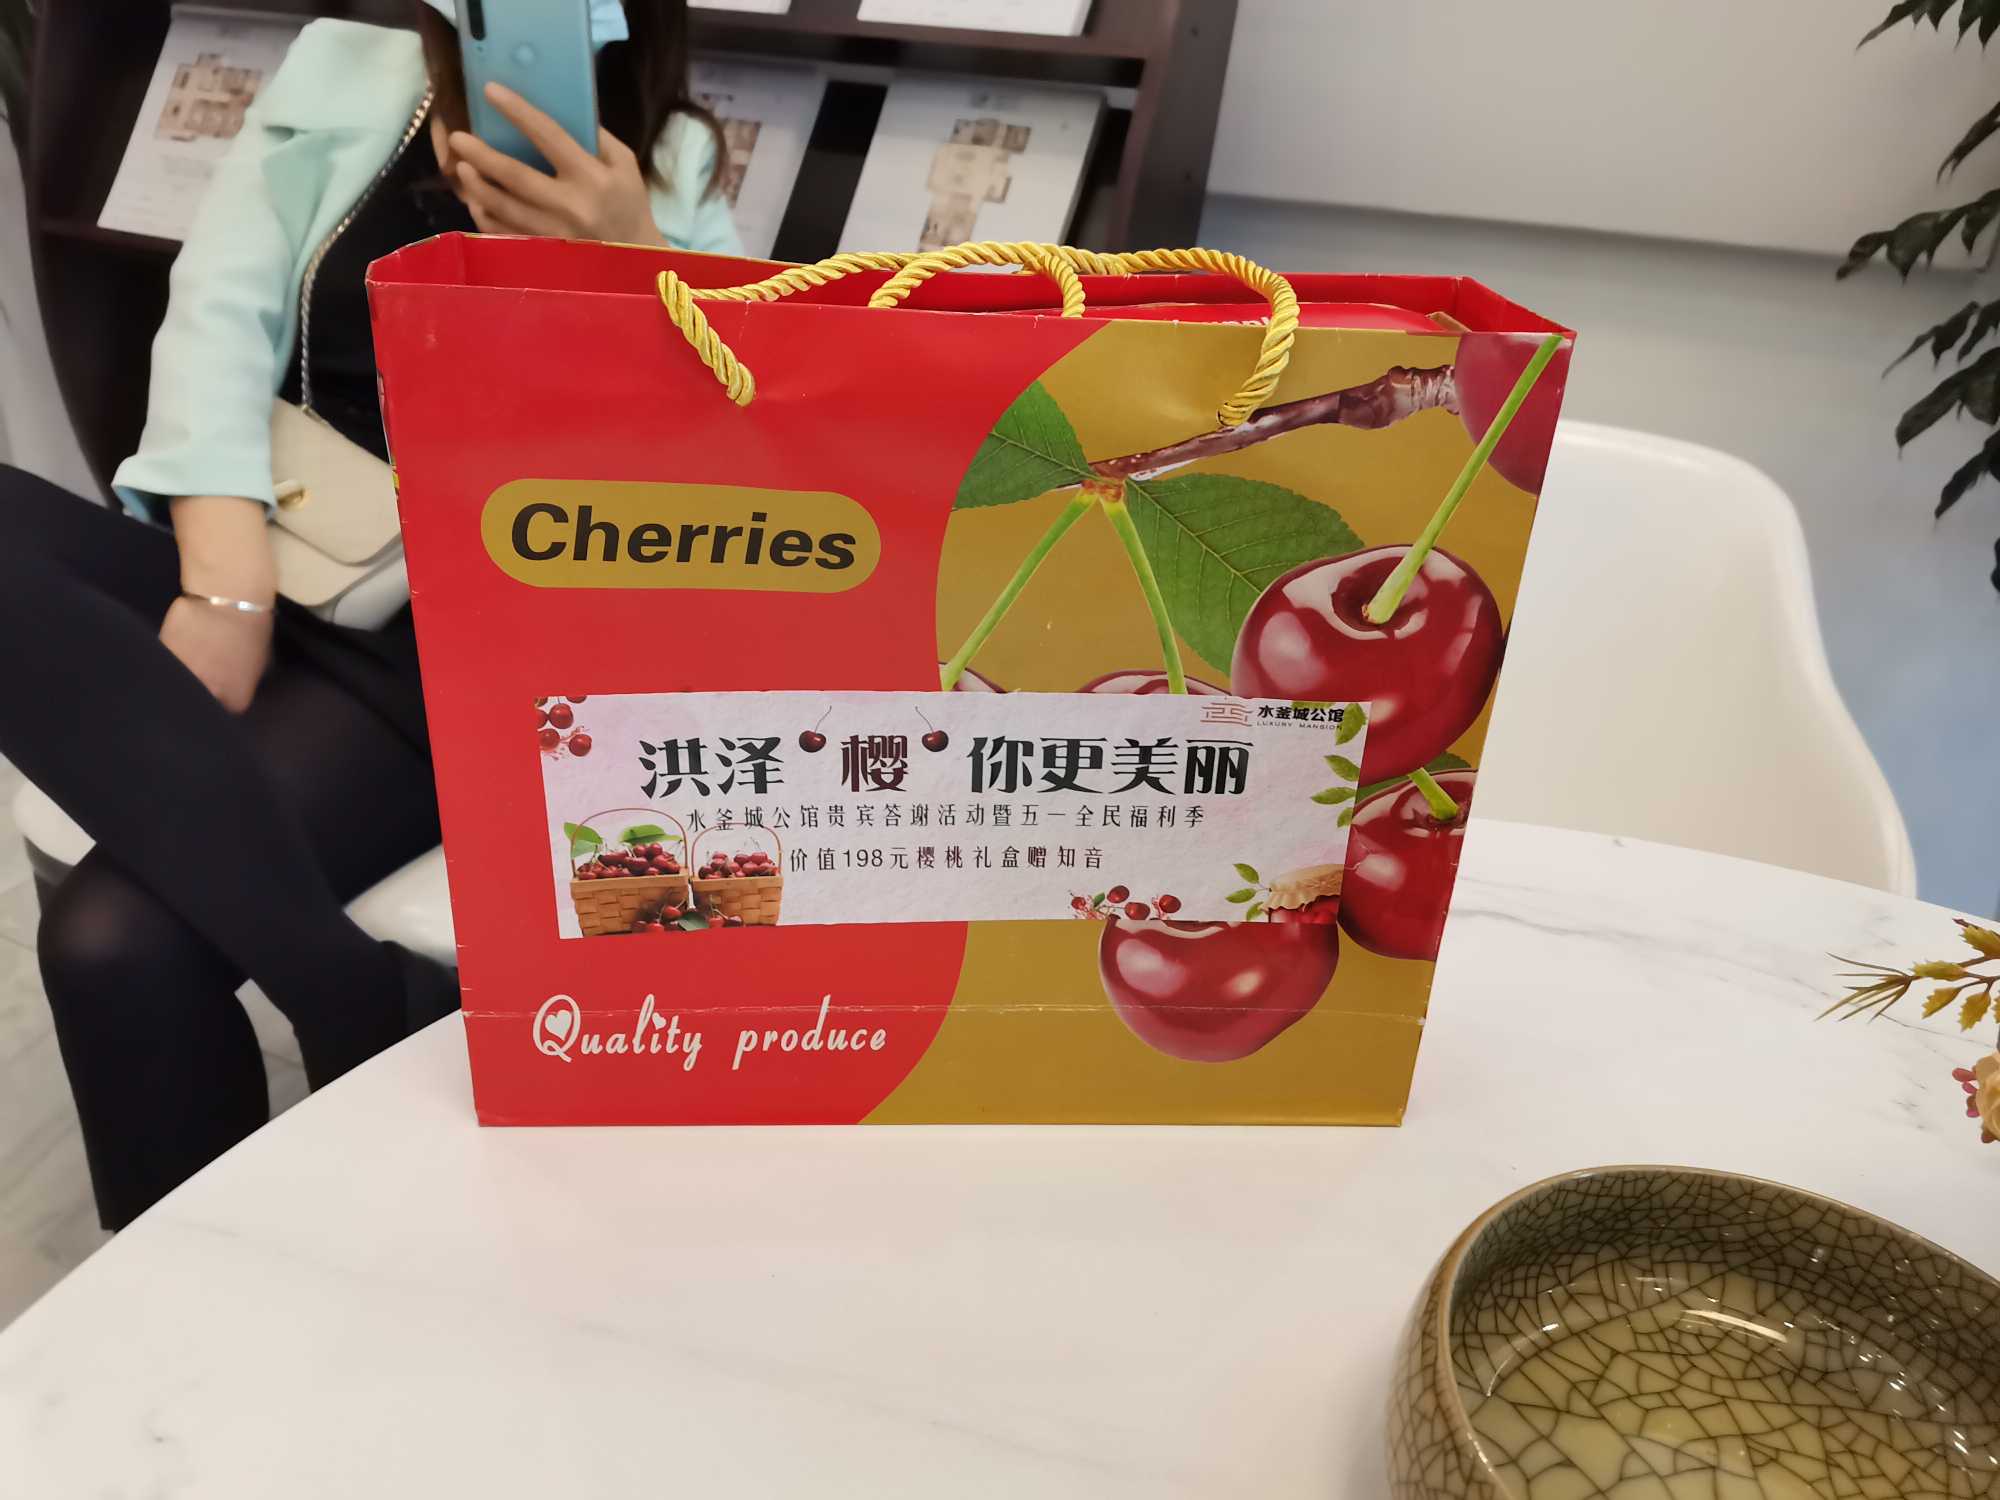 Cherries
水釜城公馆
LUXURY MANSION
洪泽“樱”你更美丽
水釜城公馆贵宾答谢活动暨五一全民福利季
价值198元樱桃礼盒赠知音
Quality produce